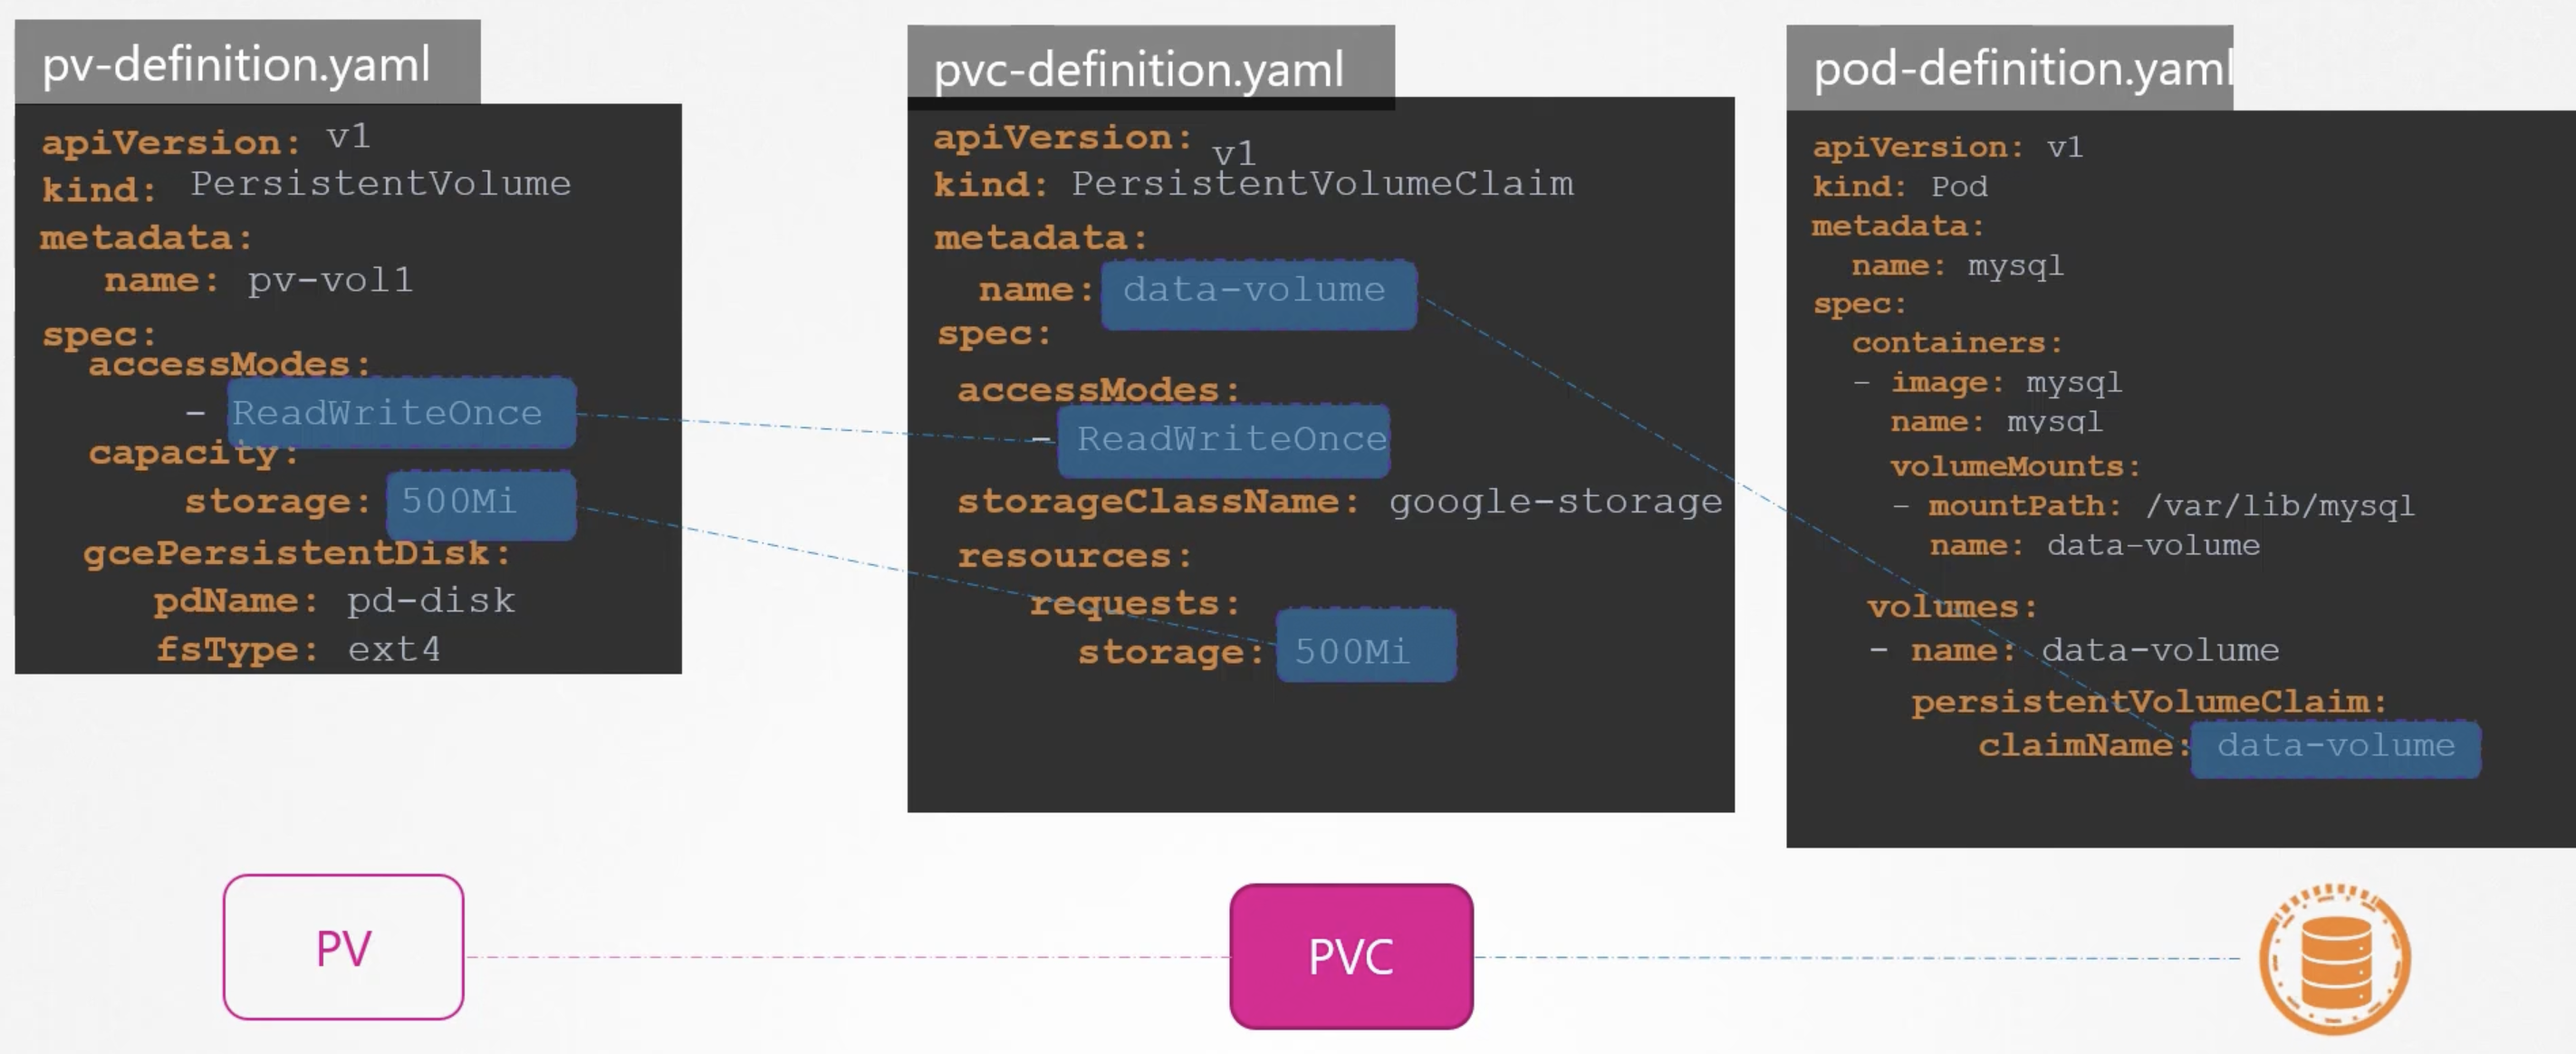 pv-definition.yaml
apiVersion: v1
kind: PersistentVolume
metadata:
name: pv-vol1
spec:
accessModes:
- ReadWriteOnce
capacity:
storage: 500Mi
gcePersistentDisk:
pdName: pd-disk
fsType: ext4
pvc-definition.yaml
apiVersion: v1
kind: PersistentVolumeClaim
metadata:
name: data-volume
spec:
accessModes:
- ReadWriteOnce
storageClassName: google-storage
resources:
requests:
storage: 500Mi
pod-definition.yaml
apiVersion: v1
kind: Pod
metadata:
name: mysql
spec:
containers:
- image: mysql
name: mysql
volumeMounts:
- mountPath: /var/lib/mysql
name: data-volume
volumes:
- name: data-volume
persistentVolumeClaim:
claimName: data-volume
PV
PVC